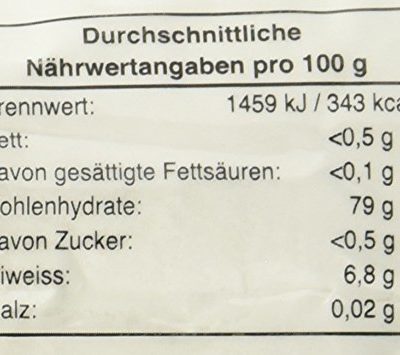 Durchschnittliche
Nährwertangaben pro 100 g
rennwert: 1459 kJ / 343 kca
ett: <0,5 g
avon gesättigte Fettsäuren: <0,1 g
ohlenhydrate: 79 g
avon Zucker: <0,5 g
iweiss: 6,8 g
alz: 0,02 g